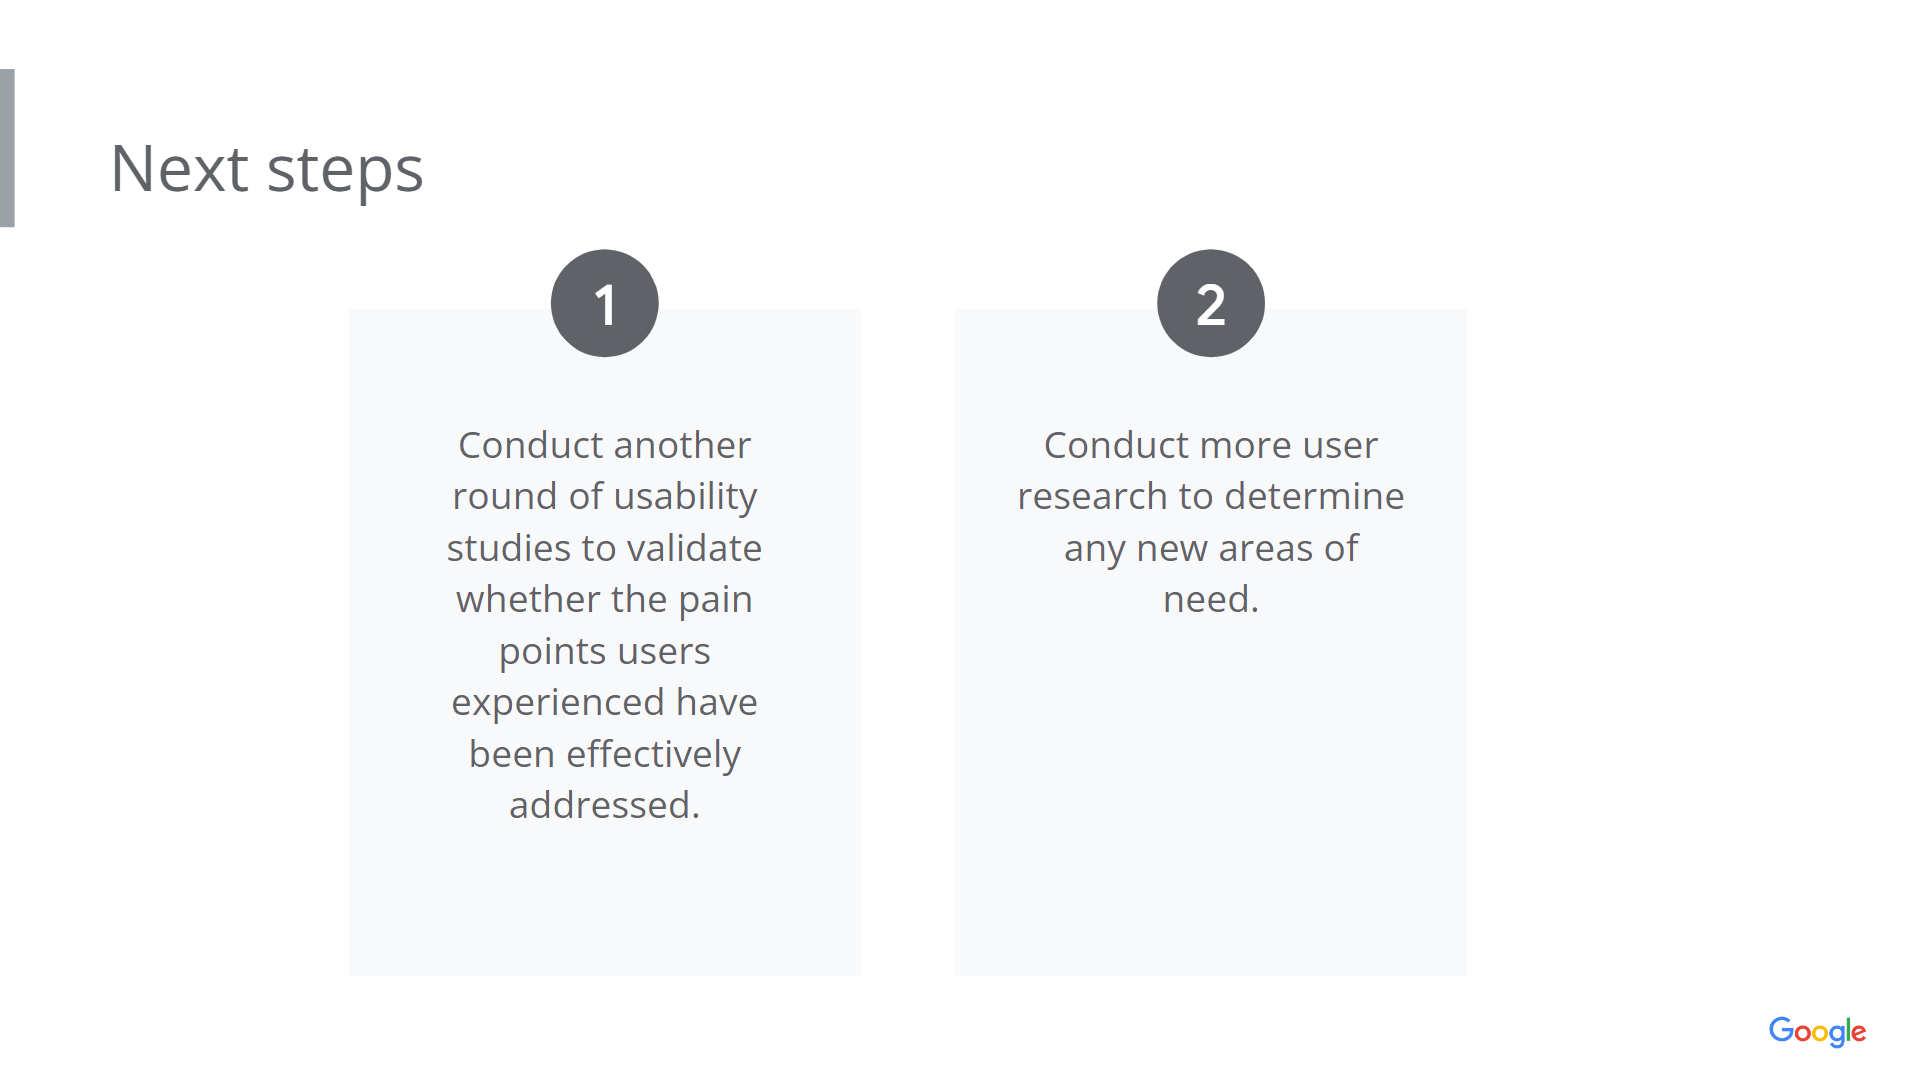 Next steps
1
Conduct another
round of usability
studies to validate
whether the pain
points users
experienced have
been effectively
addressed.
2
Conduct more user
research to determine
any new areas of
need.
Google